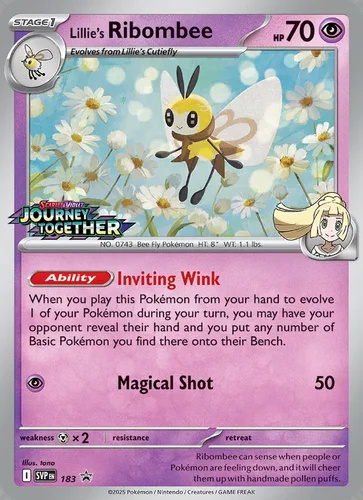 STAGE1
Lillie's Ribombee HP 70
Evolves from Lillie's Cutiefly
SCARLET & VIOLET
JOURNEY
TOGETHER
NO. 0743 Bee Fly Pokémon HT: 8" WT: 1.1 lbs.
Ability Inviting Wink
When you play this Pokémon from your hand to evolve
1 of your Pokémon during your turn, you may have your
opponent reveal their hand and you put any number of
Basic Pokémon you find there onto their Bench.
Magical Shot 50
weakness ×2 resistance retreat
Illus. tono
I SVP EN 183
Ribombee can sense when people or
Pokémon are feeling down, and it will cheer
them up with handmade pollen puffs.
©2025 Pokémon / Nintendo / Creatures / GAME FREAK